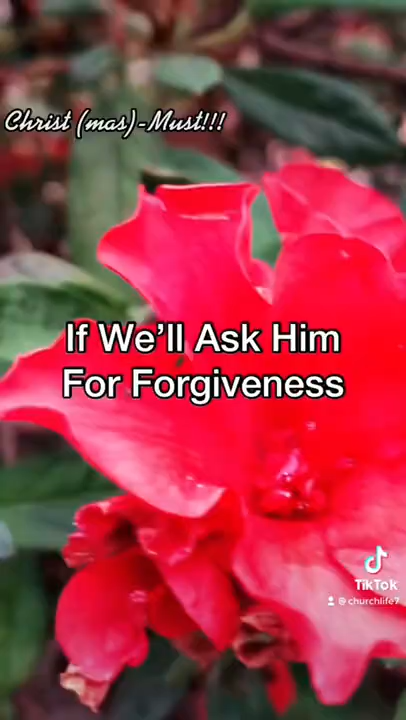 Christ (mas)-Must!!!
If We'll Ask Him
For Forgiveness
TikTok
@churchlife7